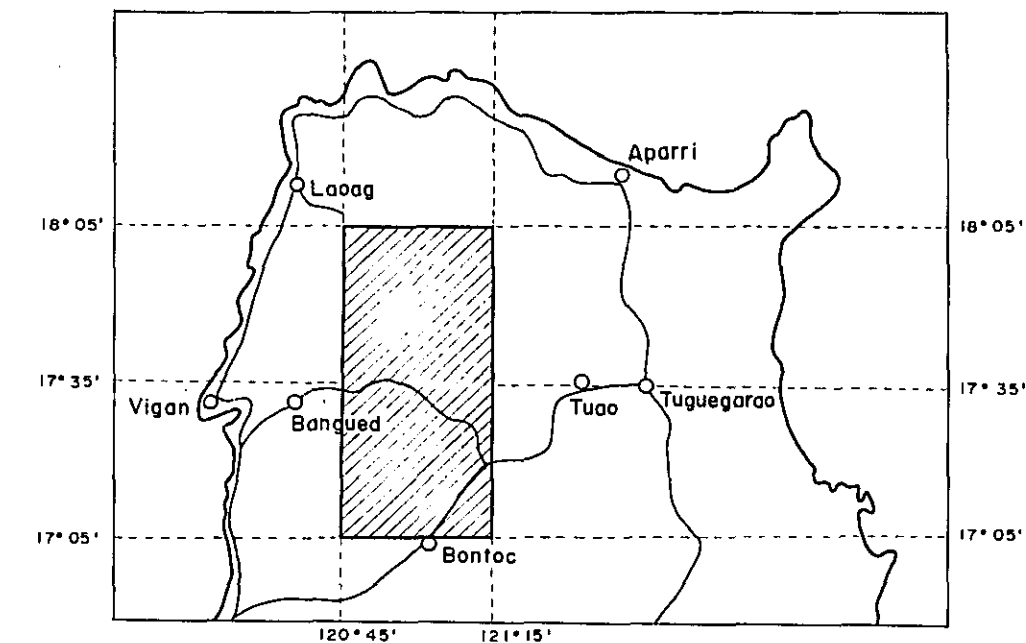 Aparri
Laoag
18° 05' 18° 05'
17° 35' 17° 35'
Vigan Bangued Tuao Tuguegarao
17° 05' 17° 05'
Bontoc
120° 45' 121° 15'